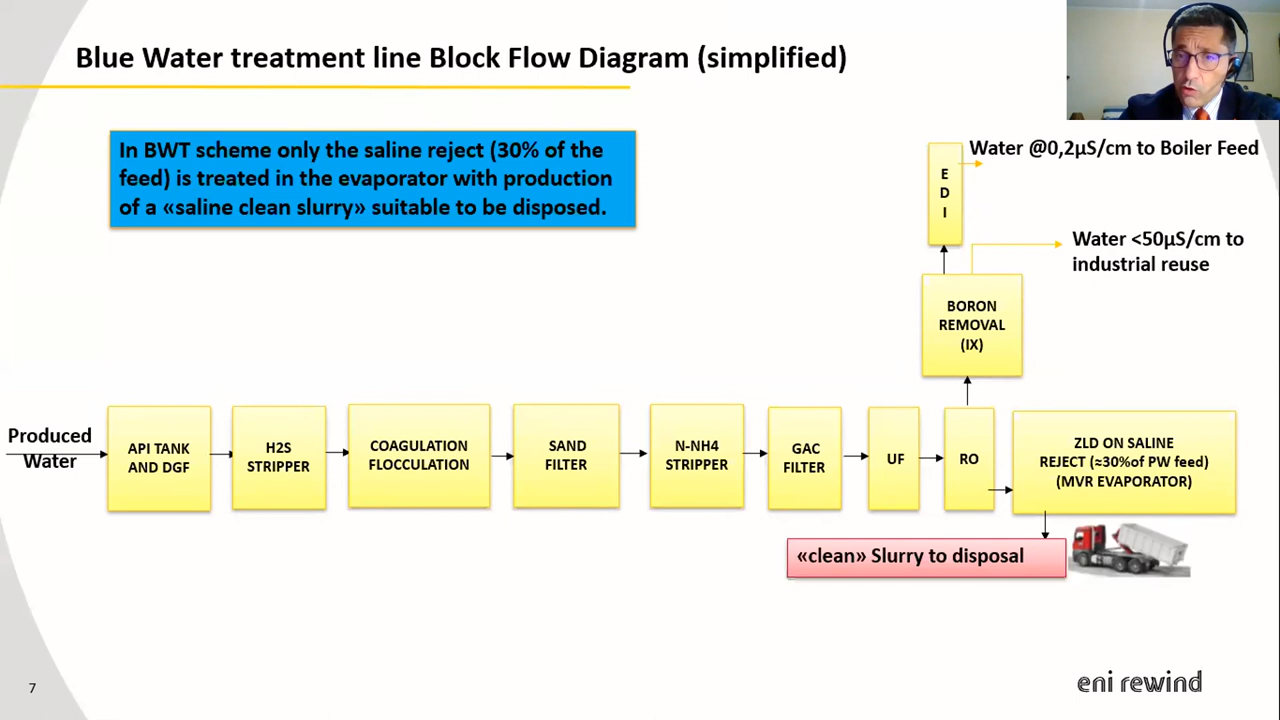 Blue Water treatment line Block Flow Diagram (simplified)
In BWT scheme only the saline reject (30% of the
feed) is treated in the evaporator with production
of a «saline clean slurry» suitable to be disposed.
E
D
I
Water @0,2µS/cm to Boiler Feed
Water <50µS/cm to
industrial reuse
BORON
REMOVAL
(IX)
Produced
Water
API TANK
AND DGF
H2S
STRIPPER
COAGULATION
FLOCCULATION
SAND
FILTER
N-NH4
STRIPPER
GAC
FILTER
UF
RO
ZLD ON SALINE
REJECT (≈30%of PW feed)
(MVR EVAPORATOR)
«clean» Slurry to disposal
7
eni rewind